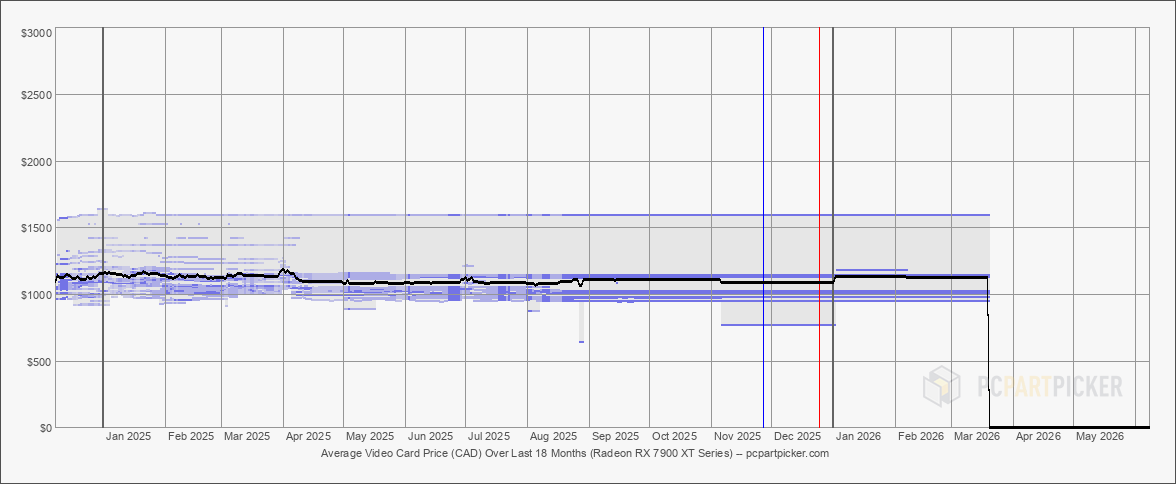 $3000
$2500
$2000
$1500
$1000
$500
$0
PCPARTPICKER
Jan 2025 Feb 2025 Mar 2025 Apr 2025 May 2025 Jun 2025 Jul 2025 Aug 2025 Sep 2025 Oct 2025 Nov 2025 Dec 2025 Jan 2026 Feb 2026 Mar 2026 Apr 2026 May 2026
Average Video Card Price (CAD) Over Last 18 Months (Radeon RX 7900 XT Series) -- pcpartpicker.com